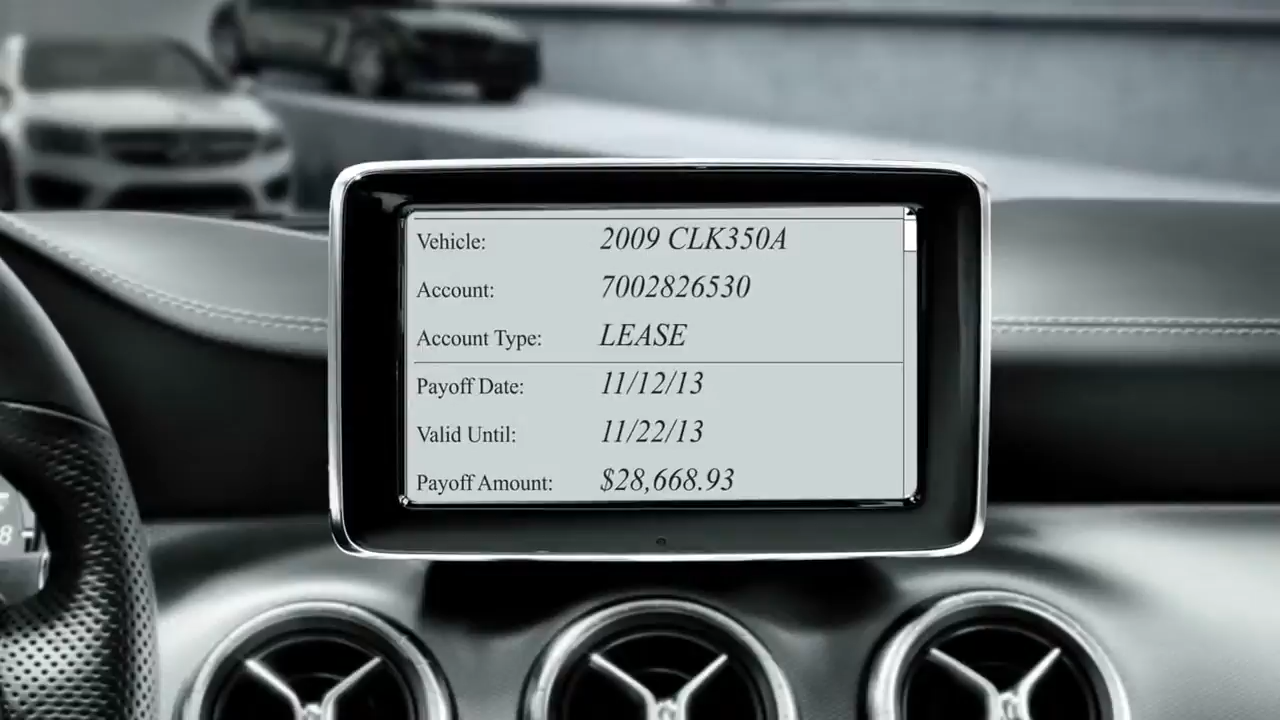 Vehicle: 2009 CLK350A
Account: 7002826530
Account Type: LEASE
Payoff Date: 11/12/13
Valid Until: 11/22/13
Payoff Amount: $28,668.93
8